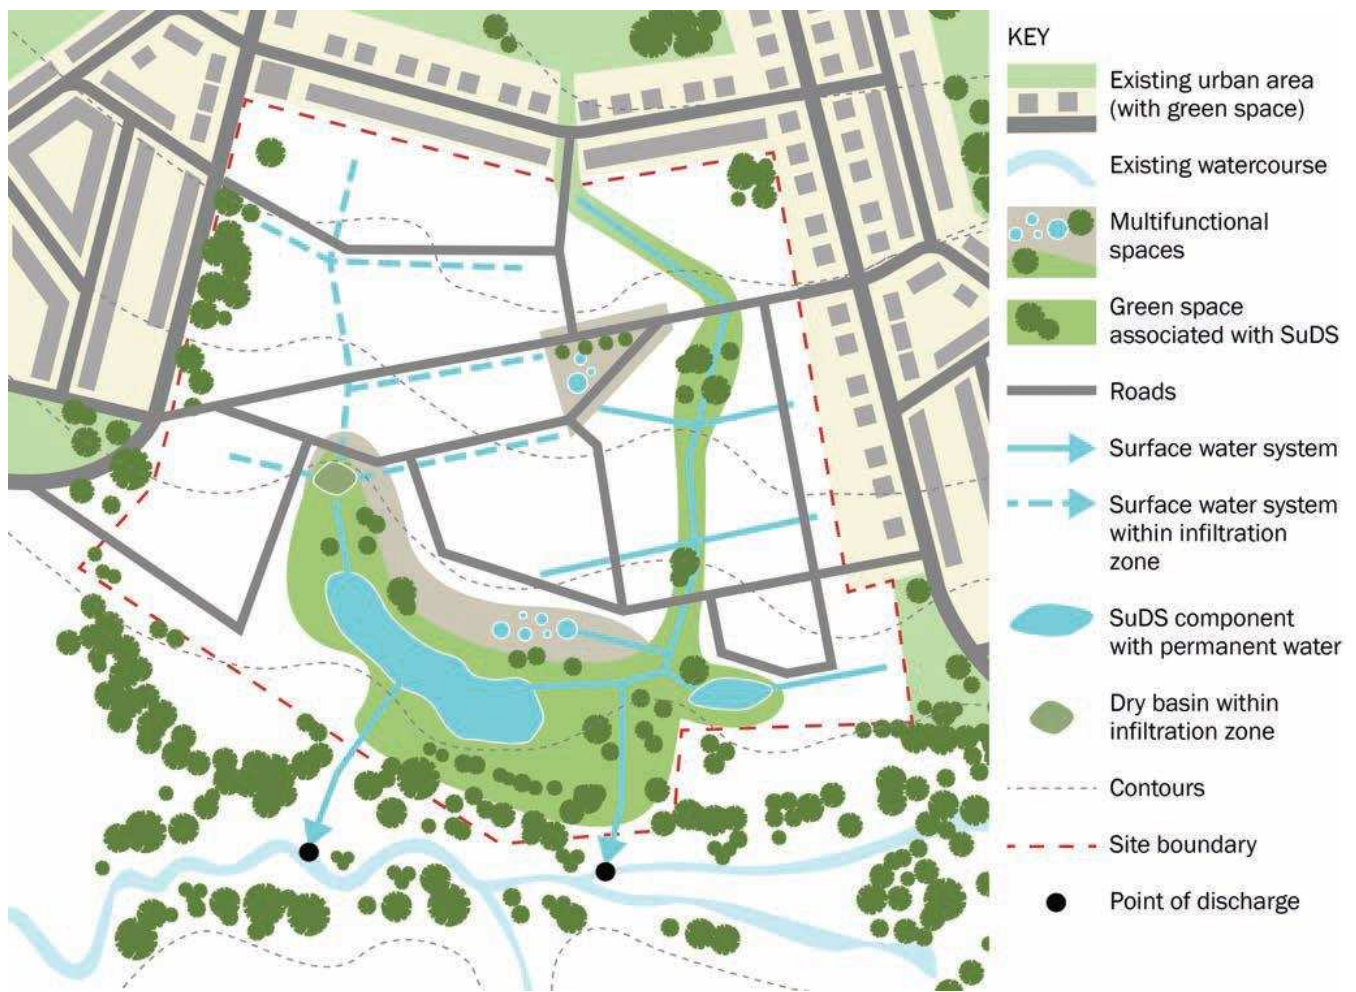 KEY
Existing urban area
(with green space)
Existing watercourse
Multifunctional
spaces
Green space
associated with SuDS
Roads
Surface water system
Surface water system
within infiltration
zone
SuDS component
with permanent water
Dry basin within
infiltration zone
Contours
Site boundary
Point of discharge